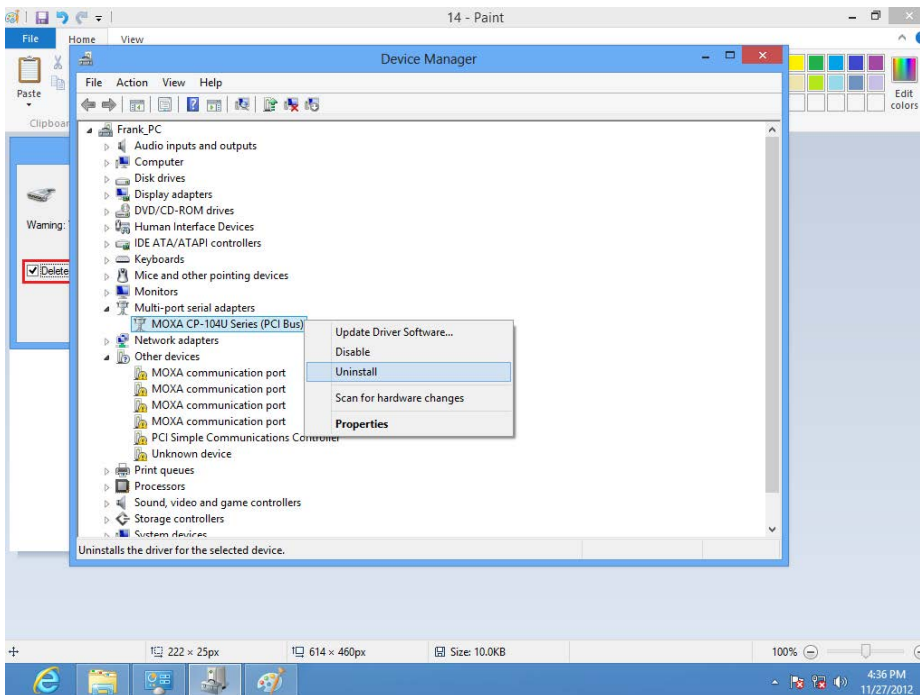 14 - Paint
File Home View
Paste
Clipboar
Edit
colors
Warning:
Delete
Device Manager
File Action View Help
Frank_PC
Audio inputs and outputs
Computer
Disk drives
Display adapters
DVD/CD-ROM drives
Human Interface Devices
IDE ATA/ATAPI controllers
Keyboards
Mice and other pointing devices
Monitors
Multi-port serial adapters
MOXA CP-104U Series (PCI Bus)
Network adapters
Other devices
MOXA communication port
MOXA communication port
MOXA communication port
MOXA communication port
PCI Simple Communications Controller
Unknown device
Print queues
Processors
Sound, video and game controllers
Storage controllers
System devices
Update Driver Software...
Disable
Uninstall
Scan for hardware changes
Properties
Uninstalls the driver for the selected device.
222 × 25px 614 × 460px Size: 10.0KB 100%
4:36 PM
11/27/2012